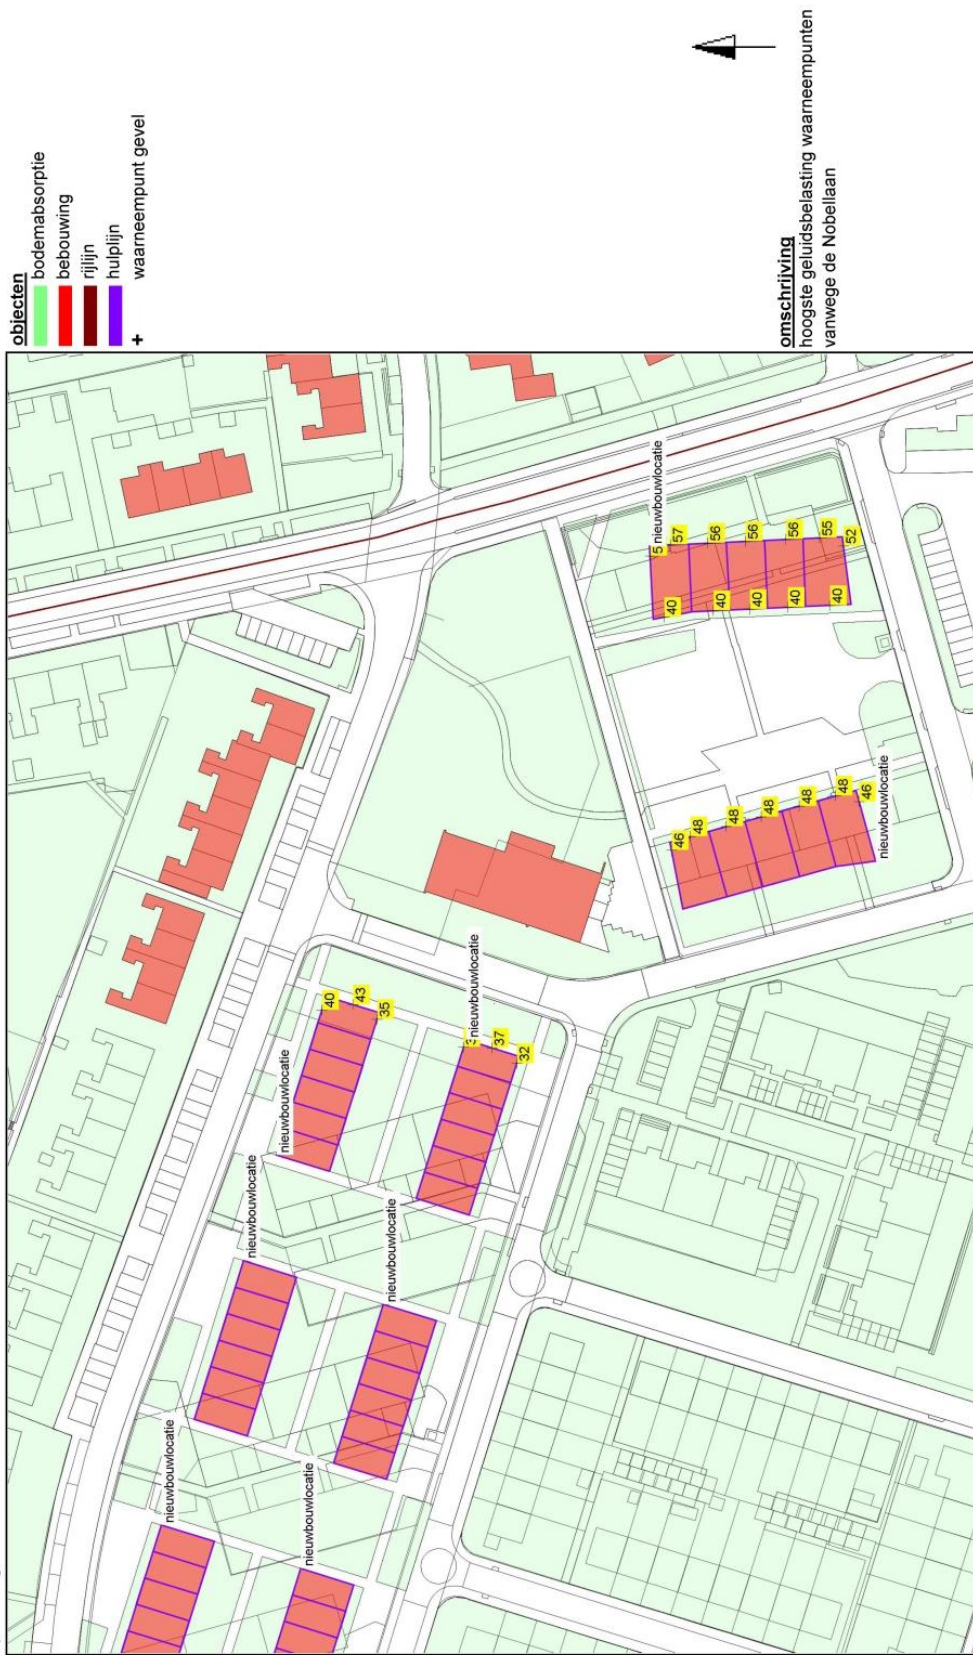 objecten
bodemabsorptie
bebouwing
rijlijn
hulplijn
+ waarneempunt gevel
omschrijving
hoogste geluidsbelasting waarneempunten
vanwege de Nobellaan
nieuwbouwlocatie
nieuwbouwlocatie
nieuwbouwlocatie
nieuwbouwlocatie
nieuwbouwlocatie
40
43
35
nieuwbouwlocatie
3
37
32
nieuwbouwlocatie
46
48
48
48
48
48
46
nieuwbouwlocatie
5
57
56
56
56
55
52
40
40
40
40
40
nieuwbouwlocatie